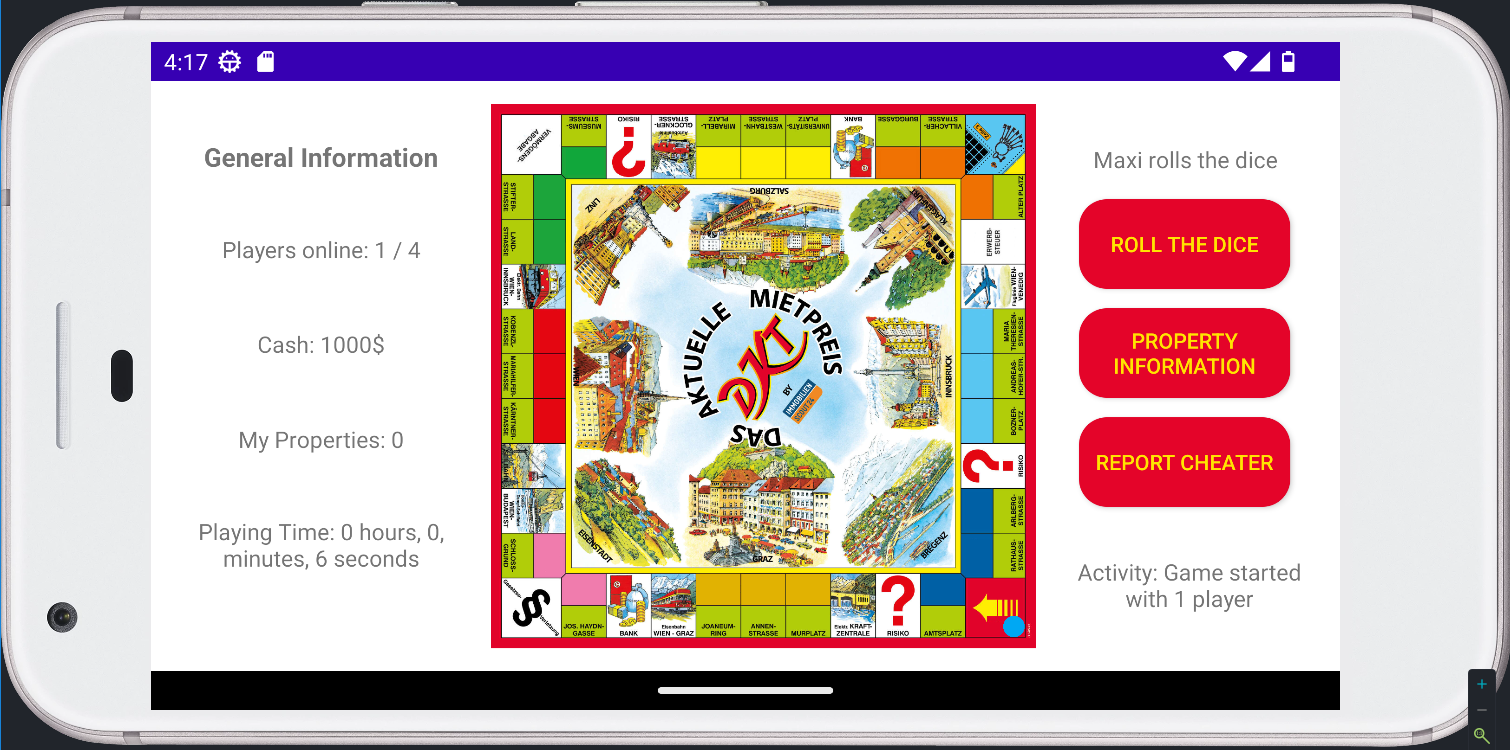 4:17
General Information
Players online: 1 / 4
Cash: 1000$
My Properties: 0
Playing Time: 0 hours, 0,
minutes, 6 seconds
VERMÖGENS-
ABGABE
MUSEUMS-
STRASSE
RISIKO
GLOCKNER-
STRASSE
MIRABELL-
PLATZ
WESTBAHN-
STRASSE
UNIVERSITÄTS-
PLATZ
BANK
BURGGASSE
VILLACHER-
STRASSE
STIFTER-
STRASSE
LAND-
STRASSE
WIEN-
INNSBRUCK
KOBENZL-
STRASSE
MARIAHILFER-
STRASSE
KÄRNTNER-
STRASSE
WIEN-
BUDAPEST
SCHLOSS-
GRUND
LINZ
SALZBURG
KLAGENFURT
WIEN
INNSBRUCK
EISENSTADT
GRAZ
BREGENZ
DAS
AKTUELLE
MIETPREIS
DKT
BY
IMMOBILIEN
ALTER PLATZ
ERWERB-
STEUER
Fluglinie WIEN-
VENEDIG
MARIA
THERESIEN-
STRASSE
ANDREAS-
HOFER-STR.
BOZNER-
PLATZ
RISIKO
ARLBERG-
STRASSE
RATHAUS-
STRASSE
§
JOS. HAYDN-
GASSE
BANK
Eisenbahn
WIEN - GRAZ
JOANEUM-
RING
ANNEN-
STRASSE
MURPLATZ
Elektr. KRAFT-
ZENTRALE
RISIKO
AMTSPLATZ
Maxi rolls the dice
ROLL THE DICE
PROPERTY
INFORMATION
REPORT CHEATER
Activity: Game started
with 1 player